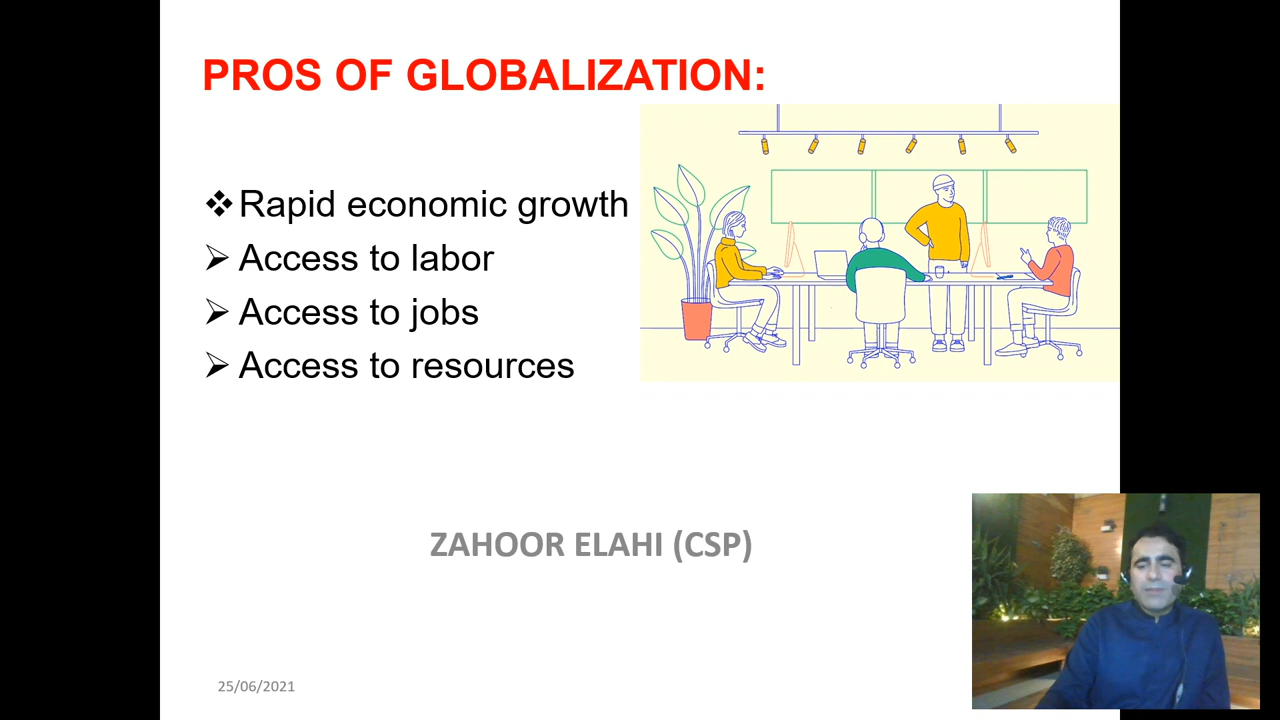 PROS OF GLOBALIZATION:
❖Rapid economic growth
➢Access to labor
➢Access to jobs
➢Access to resources
ZAHOOR ELAHI (CSP)
25/06/2021